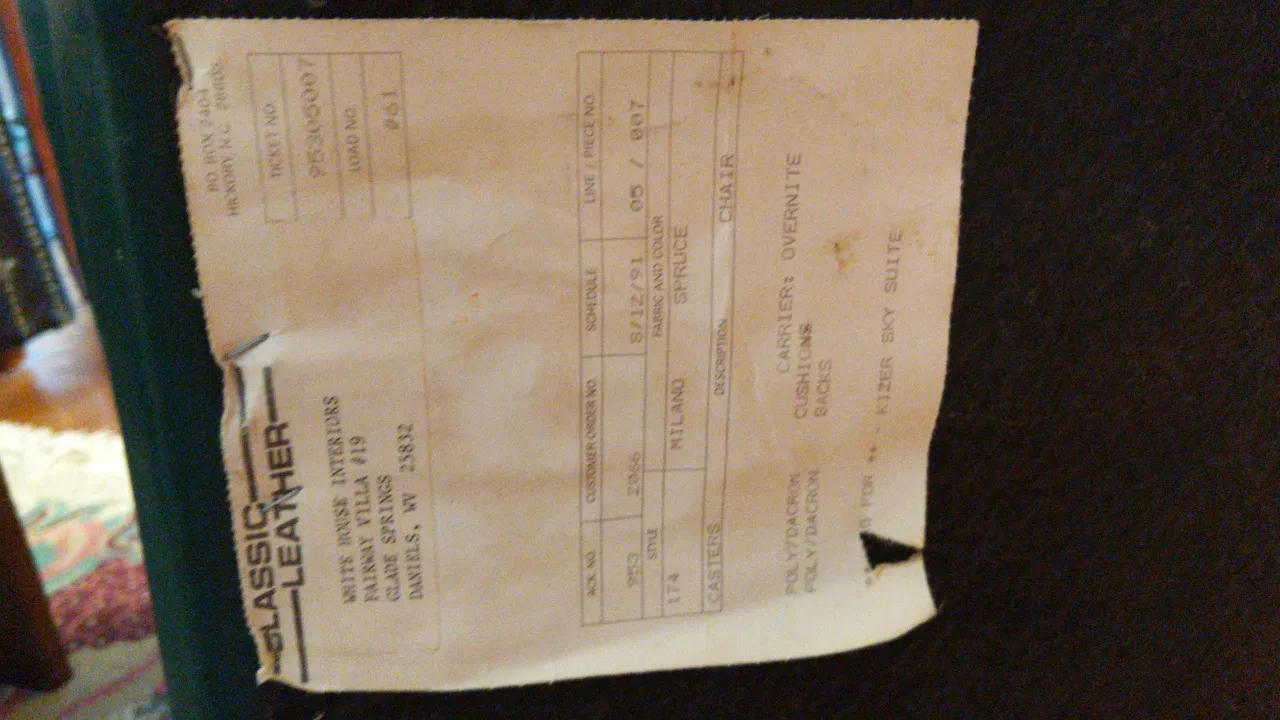 CLASSIC
LEATHER
PO BOX 2404
HICKORY, N.C. 28603
WHITE HOUSE INTERIORS
FAIRWAY VILLA #19
GLADE SPRINGS
DANIELS, WV 25832
TICKET NO.
95305007
LOAD NO.
#61
ACK. NO. CUSTOMER ORDER NO. SCHEDULE LINE / PIECE NO.
953 2066 8/12/91 05 / 007
STYLE FABRIC AND COLOR
174 MILANO SPRUCE
DESCRIPTION
CASTERS CHAIR
CARRIER: OVERNITE
POLY/DACRON CUSHIONS
POLY/DACRON BACKS
** FOR ** - KIZER SKY SUITE